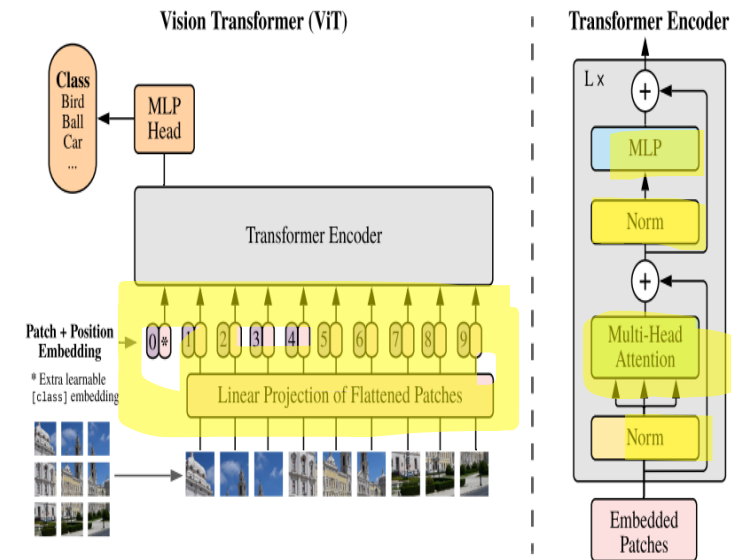 Vision Transformer (ViT)
Class
Bird
Ball
Car
...
MLP
Head
Transformer Encoder
Patch + Position
Embedding
0 * 1 2 3 4 5 6 7 8 9
* Extra learnable
[class] embedding
Linear Projection of Flattened Patches
Transformer Encoder
L x
+
MLP
Norm
+
Multi-Head
Attention
Norm
Embedded
Patches